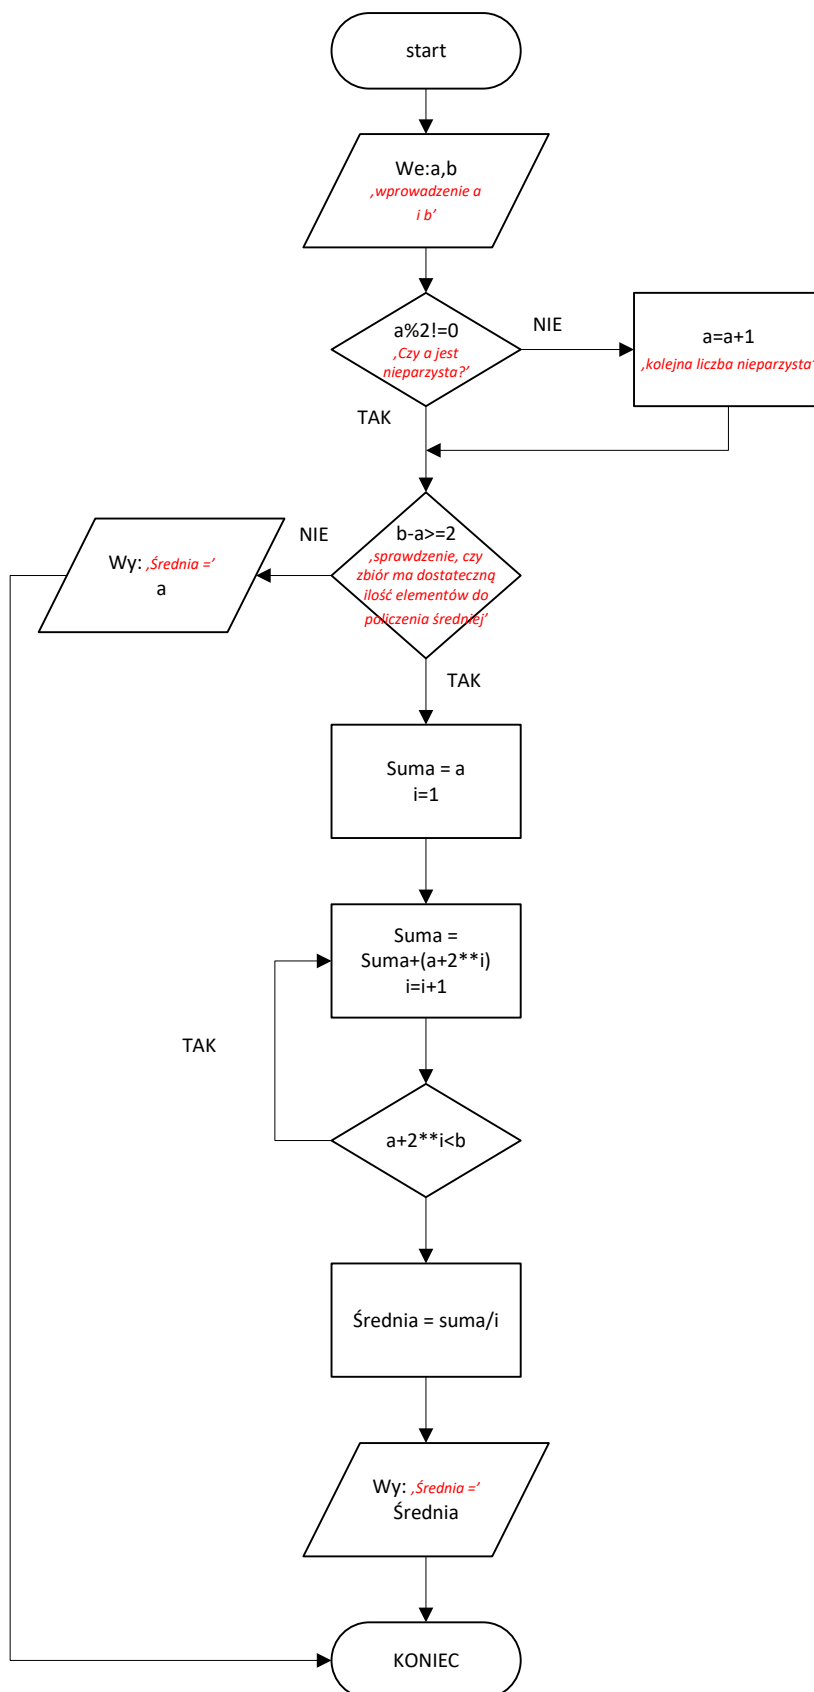 start
We:a,b
‚wprowadzenie a
i b’
a%2!=0
‚Czy a jest
nieparzysta?’
NIE
a=a+1
‚kolejna liczba nieparzysta’
TAK
b-a>=2
‚sprawdzenie, czy
zbiór ma dostateczną
ilość elementów do
policzenia średniej’
NIE
Wy: ‚Średnia =’
a
TAK
Suma = a
i=1
Suma =
Suma+(a+2**i)
i=i+1
TAK
a+2**i<b
Średnia = suma/i
Wy: ‚Średnia =’
Średnia
KONIEC